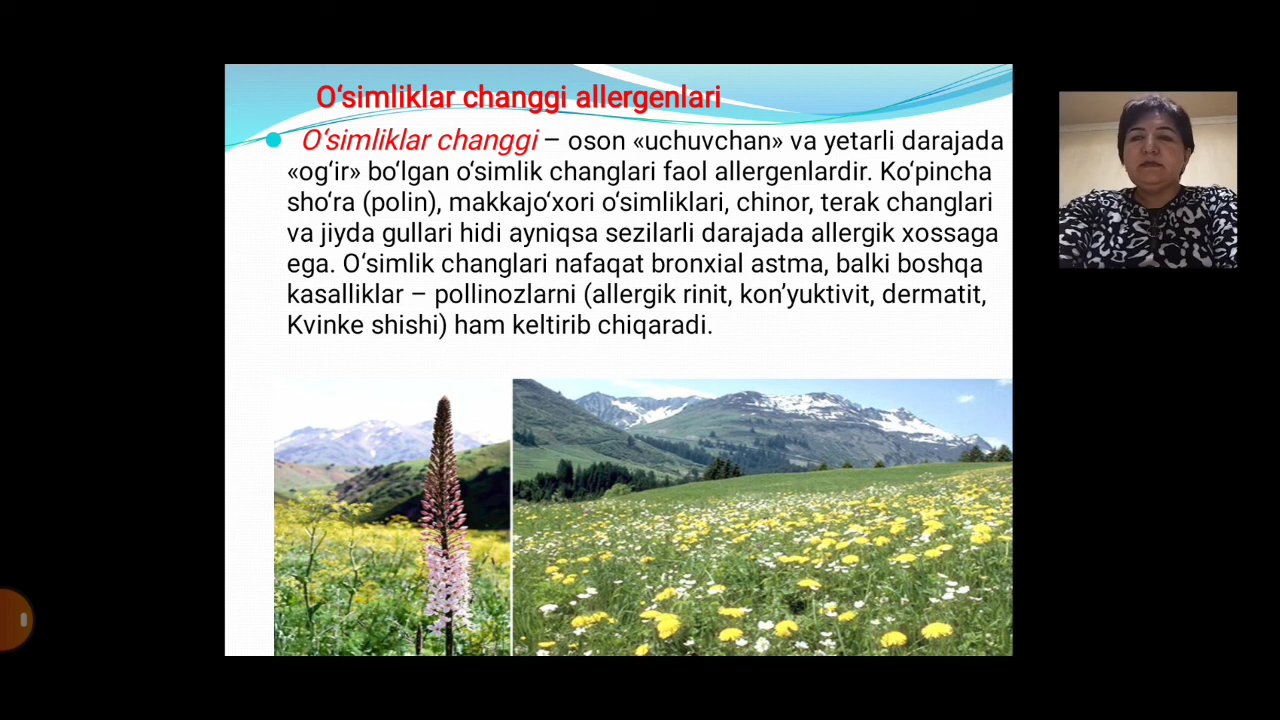 O‘simliklar changgi allergenlari
O‘simliklar changgi – oson «uchuvchan» va yetarli darajada
«og‘ir» bo‘lgan o‘simlik changlari faol allergenlardir. Ko‘pincha
sho‘ra (polin), makkajo‘xori o‘simliklari, chinor, terak changlari
va jiyda gullari hidi ayniqsa sezilarli darajada allergik xossaga
ega. O‘simlik changlari nafaqat bronxial astma, balki boshqa
kasalliklar – pollinozlarni (allergik rinit, kon’yuktivit, dermatit,
Kvinke shishi) ham keltirib chiqaradi.